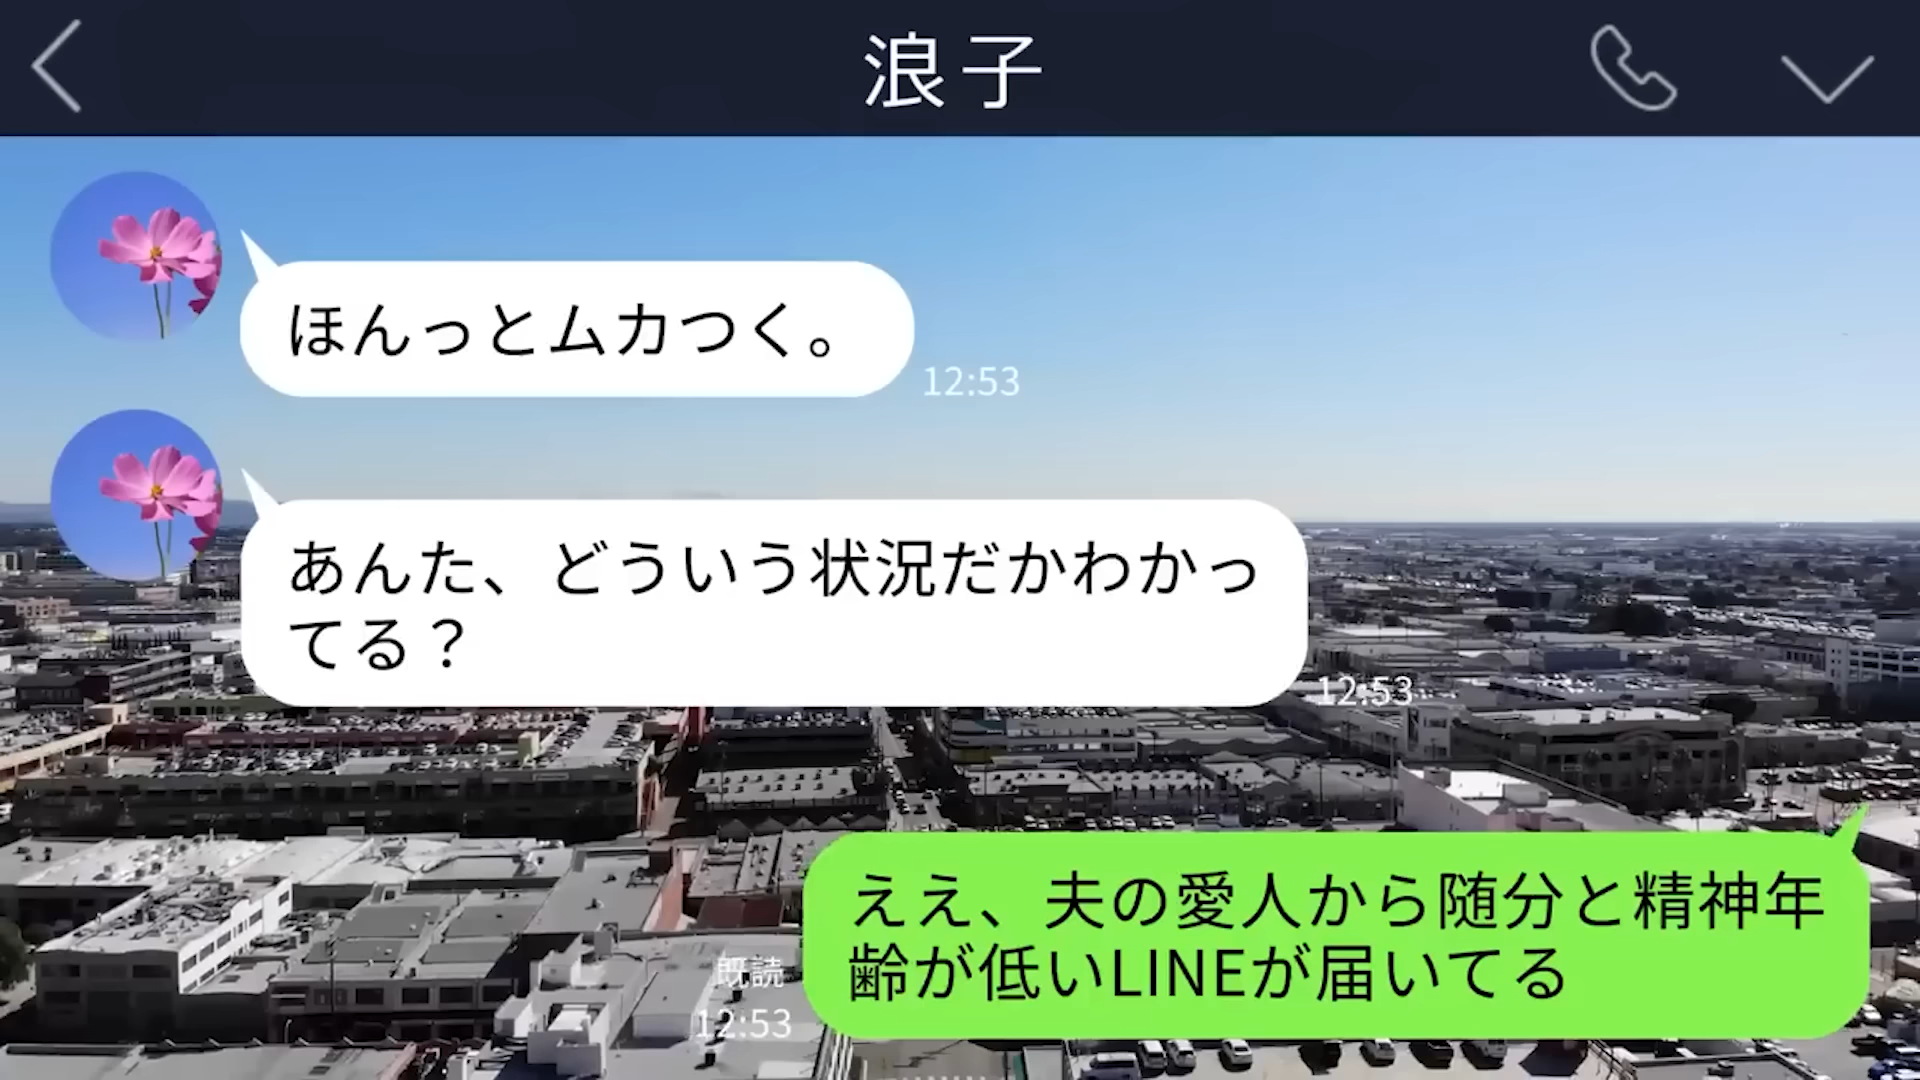 浪子
ほんっとムカつく。
12:53
あんた、どういう状況だかわかっ
てる？
12:53
ええ、夫の愛人から随分と精神年
齢が低いLINEが届いてる
既読
12:53